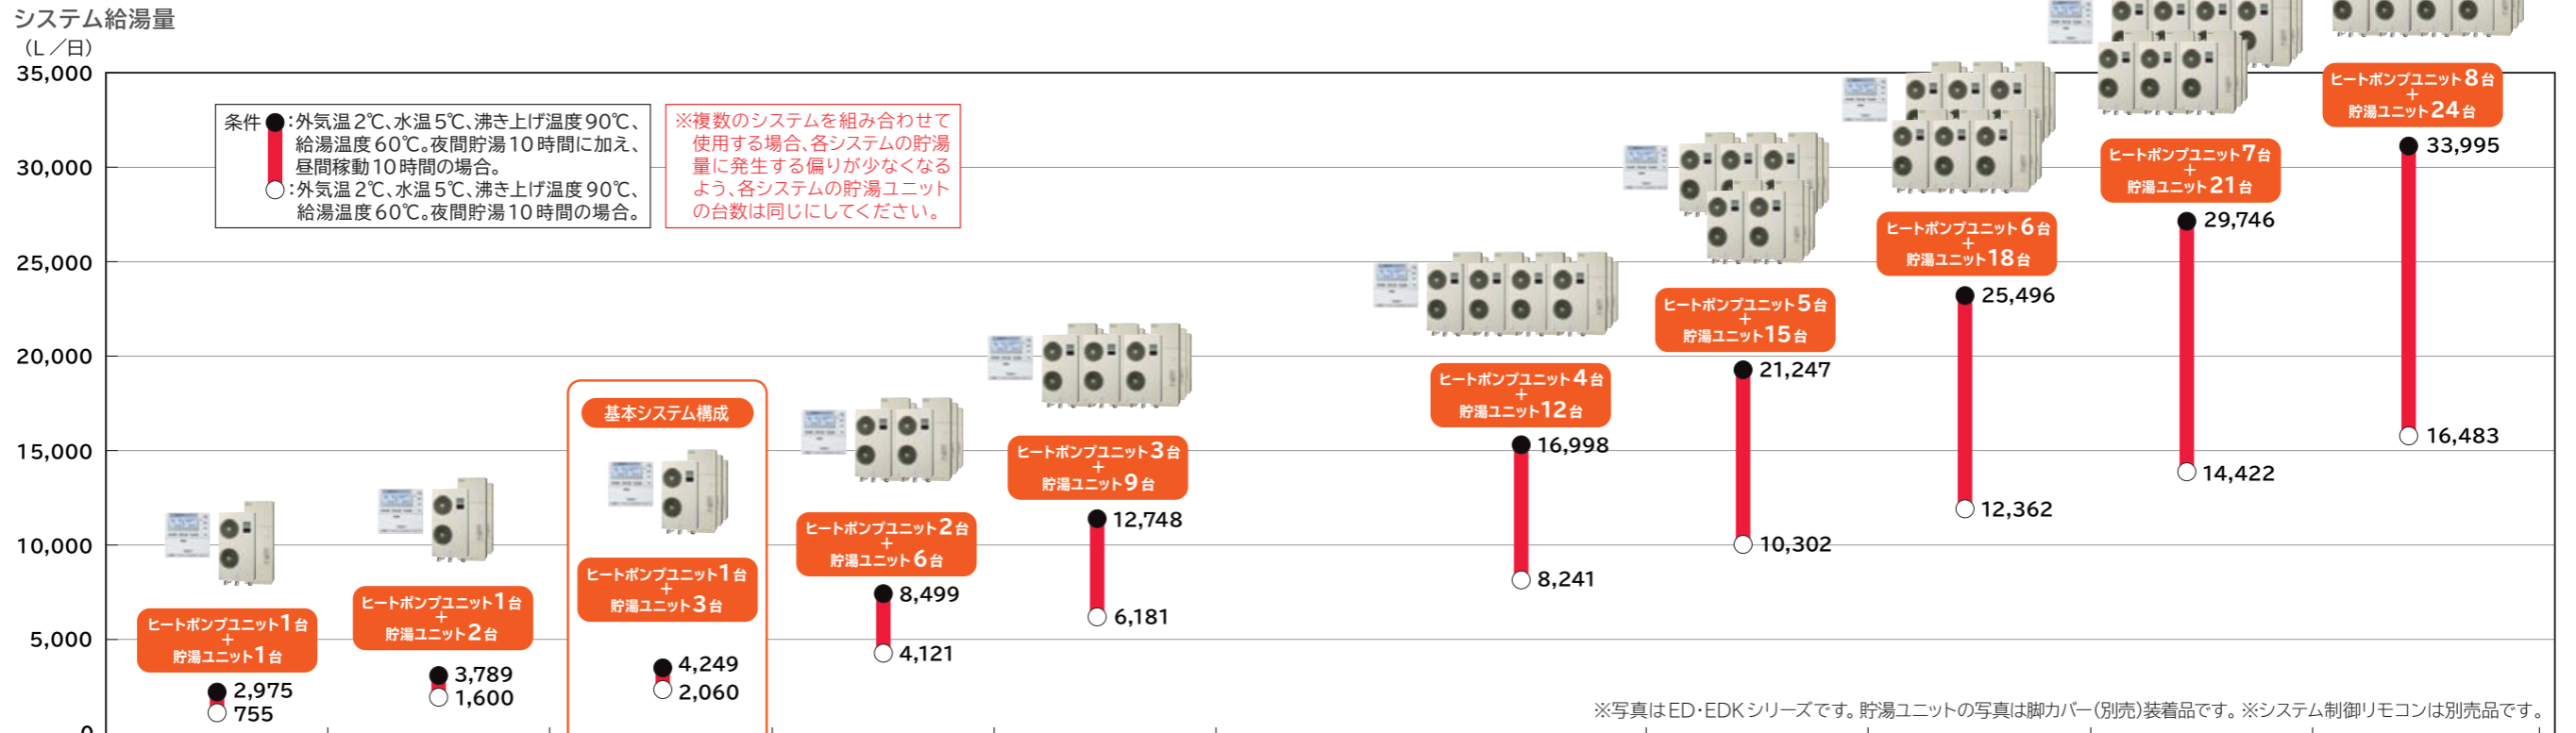 システム給湯量
（L／日）
35,000
30,000
25,000
20,000
15,000
10,000
5,000
0
条件●:外気温2℃、水温5℃、沸き上げ温度90℃、
給湯温度60℃。夜間貯湯10時間に加え、
昼間稼動10時間の場合。
○:外気温2℃、水温5℃、沸き上げ温度90℃、
給湯温度60℃。夜間貯湯10時間の場合。
※複数のシステムを組み合わせて
使用する場合、各システムの貯湯
量に発生する偏りが少なくなる
よう、各システムの貯湯ユニット
の台数は同じにしてください。
ヒートポンプユニット1台
+
貯湯ユニット1台
2,975
755
ヒートポンプユニット1台
+
貯湯ユニット2台
3,789
1,600
基本システム構成
ヒートポンプユニット1台
+
貯湯ユニット3台
4,249
2,060
ヒートポンプユニット2台
+
貯湯ユニット6台
8,499
4,121
ヒートポンプユニット3台
+
貯湯ユニット9台
12,748
6,181
ヒートポンプユニット4台
+
貯湯ユニット12台
16,998
8,241
ヒートポンプユニット5台
+
貯湯ユニット15台
21,247
10,302
ヒートポンプユニット6台
+
貯湯ユニット18台
25,496
12,362
ヒートポンプユニット7台
+
貯湯ユニット21台
29,746
14,422
ヒートポンプユニット8台
+
貯湯ユニット24台
33,995
16,483
※写真はED・EDKシリーズです。貯湯ユニットの写真は脚カバー(別売)装着品です。※システム制御リモコンは別売品です。